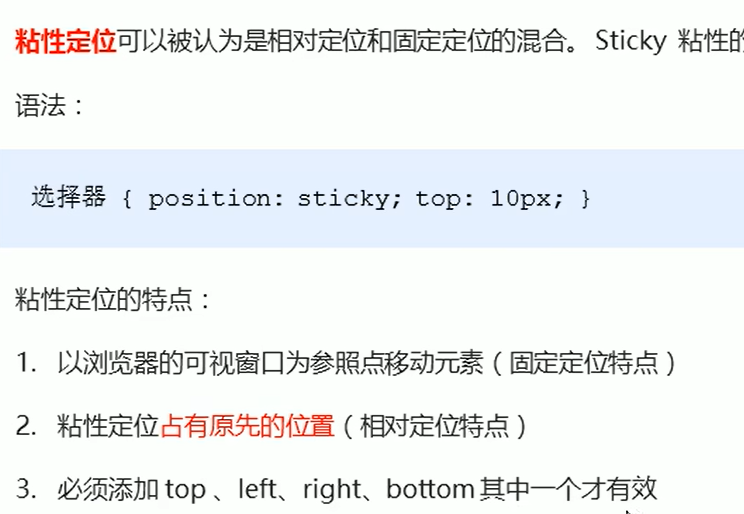 粘性定位可以被认为是相对定位和固定定位的混合。Sticky 粘性的
语法：
选择器 { position: sticky; top: 10px; }
粘性定位的特点：
1. 以浏览器的可视窗口为参照点移动元素（固定定位特点）
2. 粘性定位占有原先的位置（相对定位特点）
3. 必须添加 top 、left、right、bottom 其中一个才有效